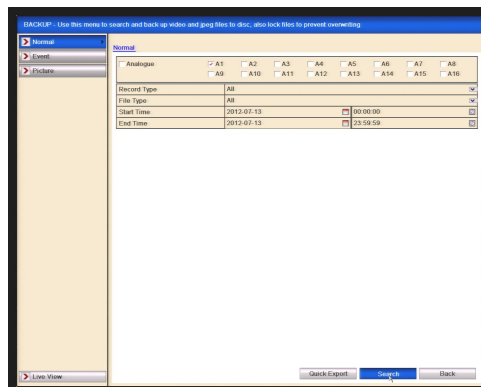 BACKUP - Use this menu to search and back up video and jpeg files to disc, also lock files to prevent overwriting
Normal
Event
Picture
Normal
Analogue A1 A2 A3 A4 A5 A6 A7 A8
A9 A10 A11 A12 A13 A14 A15 A16
Record Type All
File Type All
Start Time 2012-07-13 00:00:00
End Time 2012-07-13 23:59:59
Live View
Quick Export Search Back